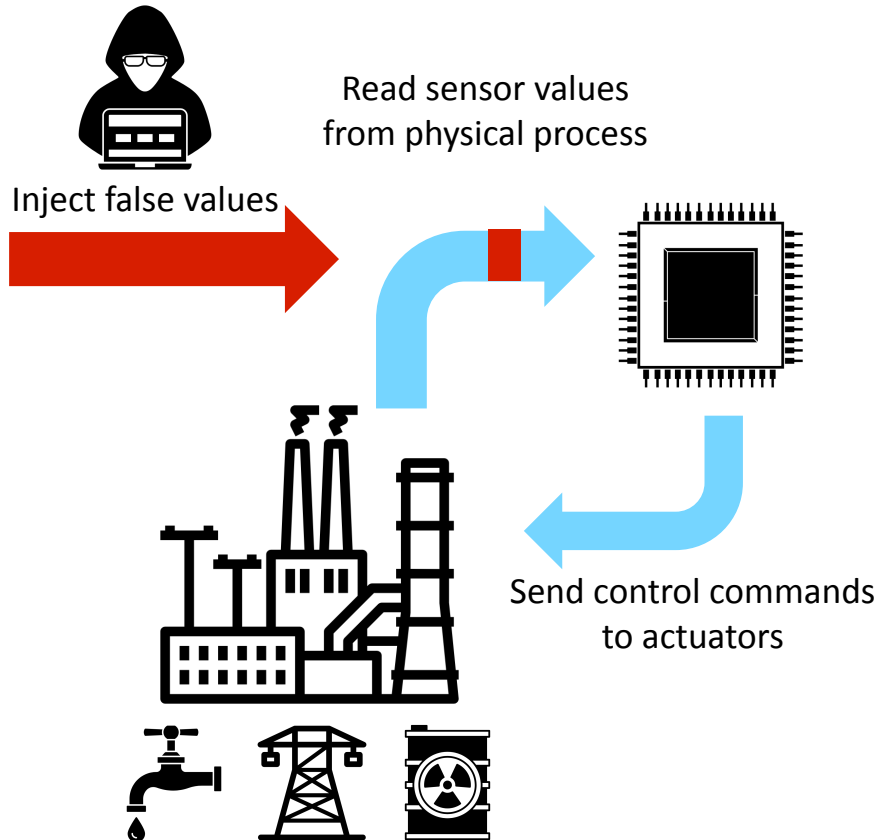 Read sensor values
from physical process
Inject false values
Send control commands
to actuators